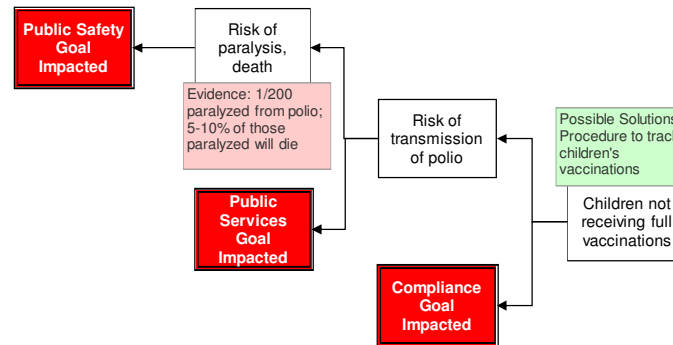 Public Safety
Goal
Impacted
Risk of
paralysis,
death
Evidence: 1/200
paralyzed from polio;
5-10% of those
paralyzed will die
Risk of
transmission
of polio
Possible Solutions
Procedure to track
children's
vaccinations
Children not
receiving full
vaccinations
Public
Services
Goal
Impacted
Compliance
Goal
Impacted